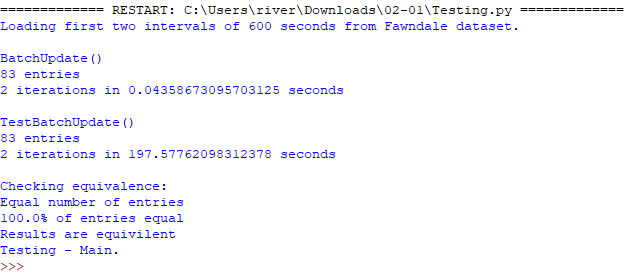 ============= RESTART: C:\Users\river\Downloads\02-01\Testing.py =============
Loading first two intervals of 600 seconds from Fawndale dataset.
BatchUpdate()
83 entries
2 iterations in 0.04358673095703125 seconds
TestBatchUpdate()
83 entries
2 iterations in 197.57762098312378 seconds
Checking equivalence:
Equal number of entries
100.0% of entries equal
Results are equivilent
Testing - Main.
>>>